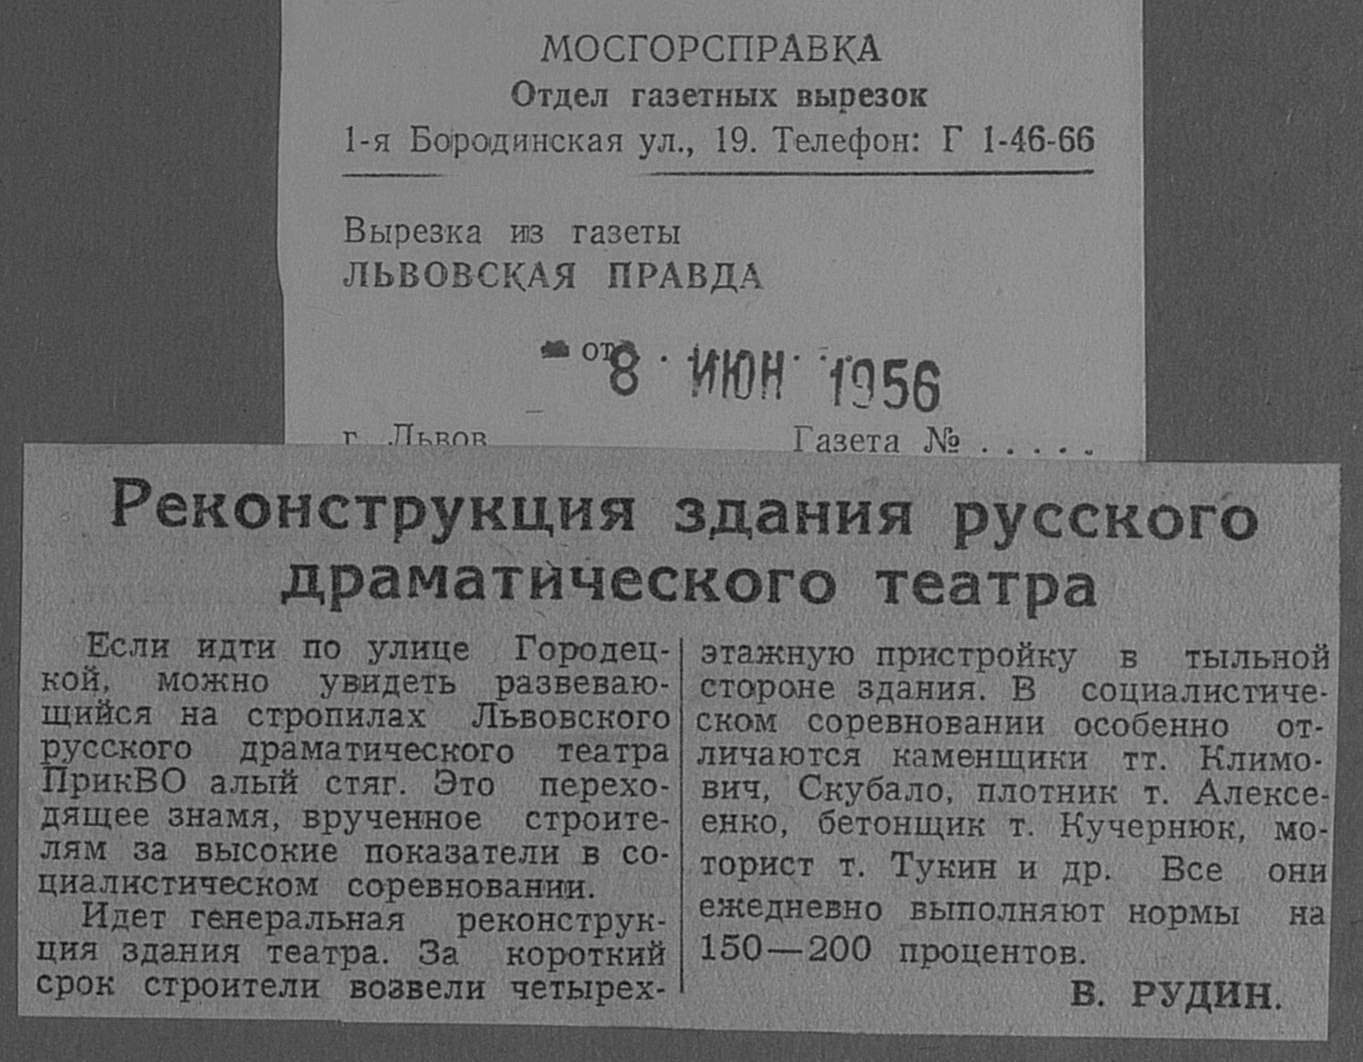 МОСГОРСПРАВКА
Отдел газетных вырезок
1-я Бородинская ул., 19. Телефон: Г 1-46-66
Вырезка из газеты
ЛЬВОВСКАЯ ПРАВДА
от 8 ИЮН 1956
г. Львов Газета № . . . . .
Реконструкция здания русского
драматического театра
Если идти по улице Городец-
кой, можно увидеть развеваю-
щийся на стропилах Львовского
русского драматического театра
ПрикВО алый стяг. Это перехо-
дящее знамя, врученное строите-
лям за высокие показатели в со-
циалистическом соревновании.
Идет генеральная реконструк-
ция здания театра. За короткий
срок строители возвели четырех-
этажную пристройку в тыльной
стороне здания. В социалистиче-
ском соревновании особенно от-
личаются каменщики тт. Климо-
вич, Скубало, плотник т. Алексе-
енко, бетонщик т. Кучернюк, мо-
торист т. Тукин и др. Все они
ежедневно выполняют нормы на
150—200 процентов.
В. РУДИН.